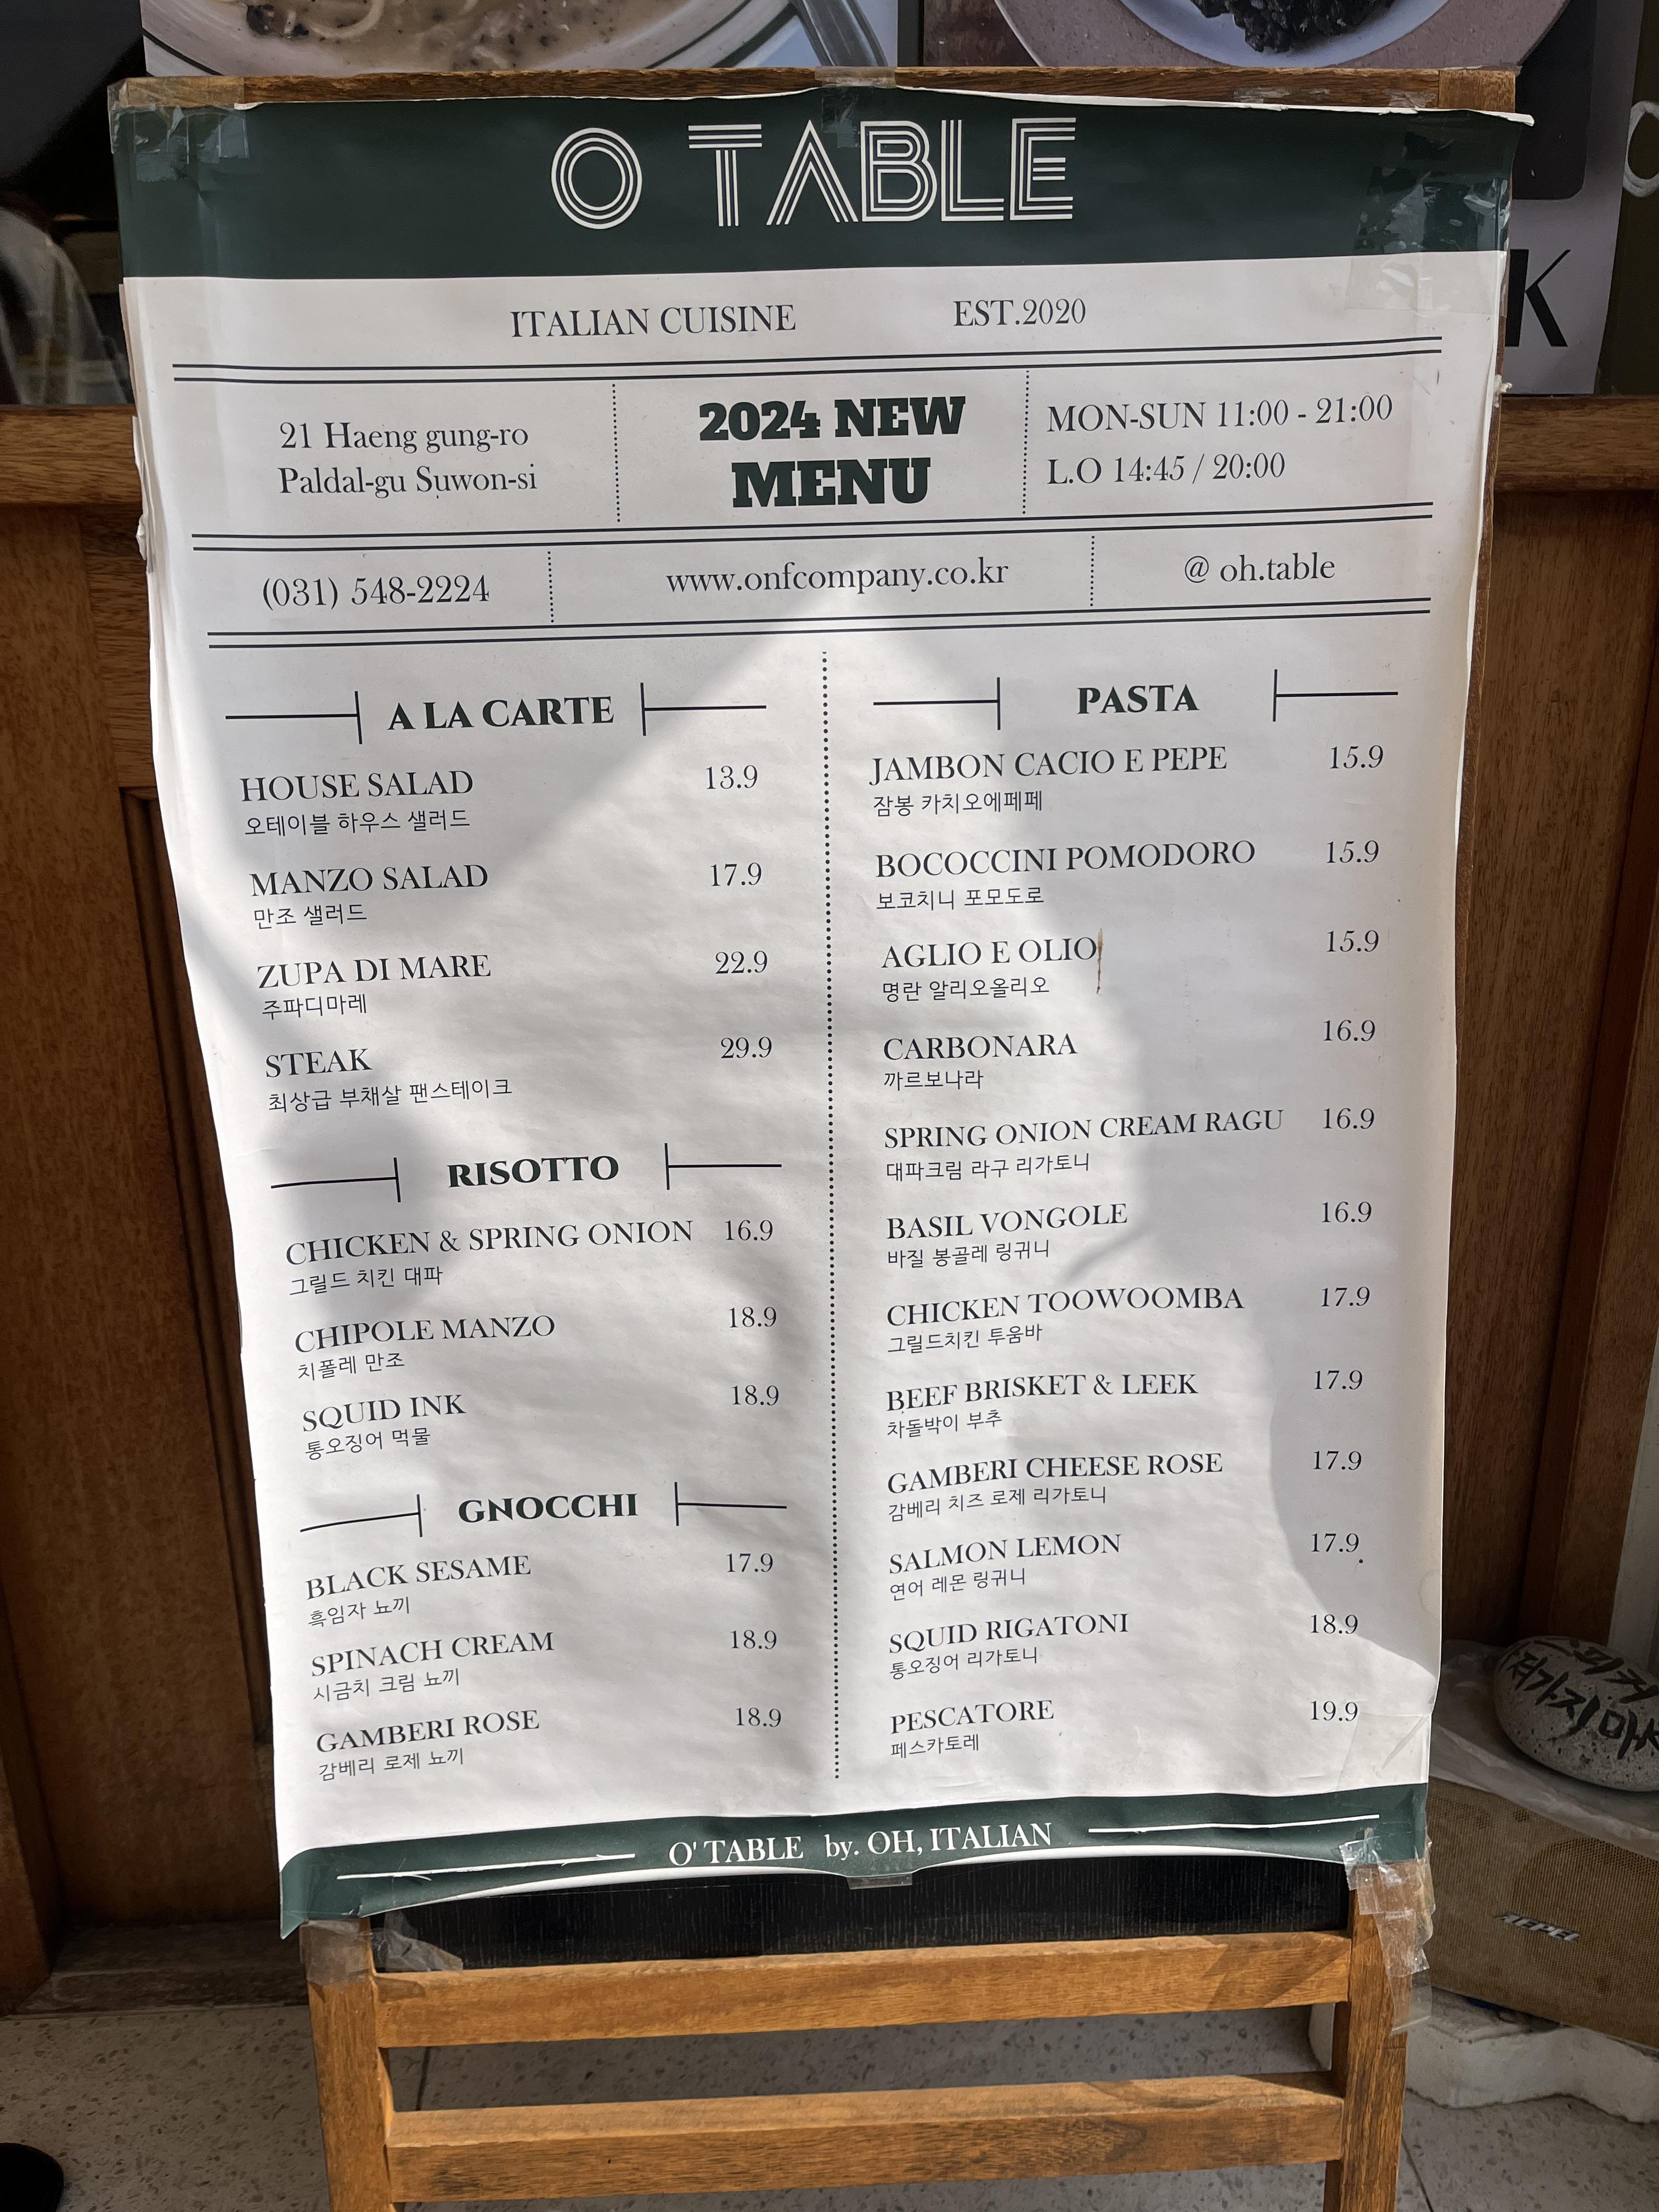 O TABLE
K
ITALIAN CUISINE EST.2020
21 Haeng gung-ro
Paldal-gu Suwon-si
2024 NEW
MENU
MON-SUN 11:00 - 21:00
L.O 14:45 / 20:00
(031) 548-2224
www.onfcompany.co.kr
@ oh.table
A LA CARTE
HOUSE SALAD 13.9
오테이블 하우스 샐러드
MANZO SALAD 17.9
만조 샐러드
ZUPA DI MARE 22.9
주파디마레
STEAK 29.9
최상급 부채살 팬스테이크
RISOTTO
CHICKEN & SPRING ONION 16.9
그릴드 치킨 대파
CHIPOLE MANZO 18.9
치폴레 만조
SQUID INK 18.9
통오징어 먹물
GNOCCHI
BLACK SESAME 17.9
흑임자 뇨끼
SPINACH CREAM 18.9
시금치 크림 뇨끼
GAMBERI ROSE 18.9
감베리 로제 뇨끼
PASTA
JAMBON CACIO E PEPE 15.9
잠봉 카치오에페페
BOCOCCINI POMODORO 15.9
보코치니 포모도로
AGLIO E OLIO 15.9
명란 알리오올리오
CARBONARA 16.9
까르보나라
SPRING ONION CREAM RAGU 16.9
대파크림 라구 리가토니
BASIL VONGOLE 16.9
바질 봉골레 링귀니
CHICKEN TOOWOOMBA 17.9
그릴드치킨 투움바
BEEF BRISKET & LEEK 17.9
차돌박이 부추
GAMBERI CHEESE ROSE 17.9
감베리 치즈 로제 리가토니
SALMON LEMON 17.9
연어 레몬 링귀니
SQUID RIGATONI 18.9
통오징어 리가토니
PESCATORE 19.9
페스카토레
O' TABLE by. OH, ITALIAN